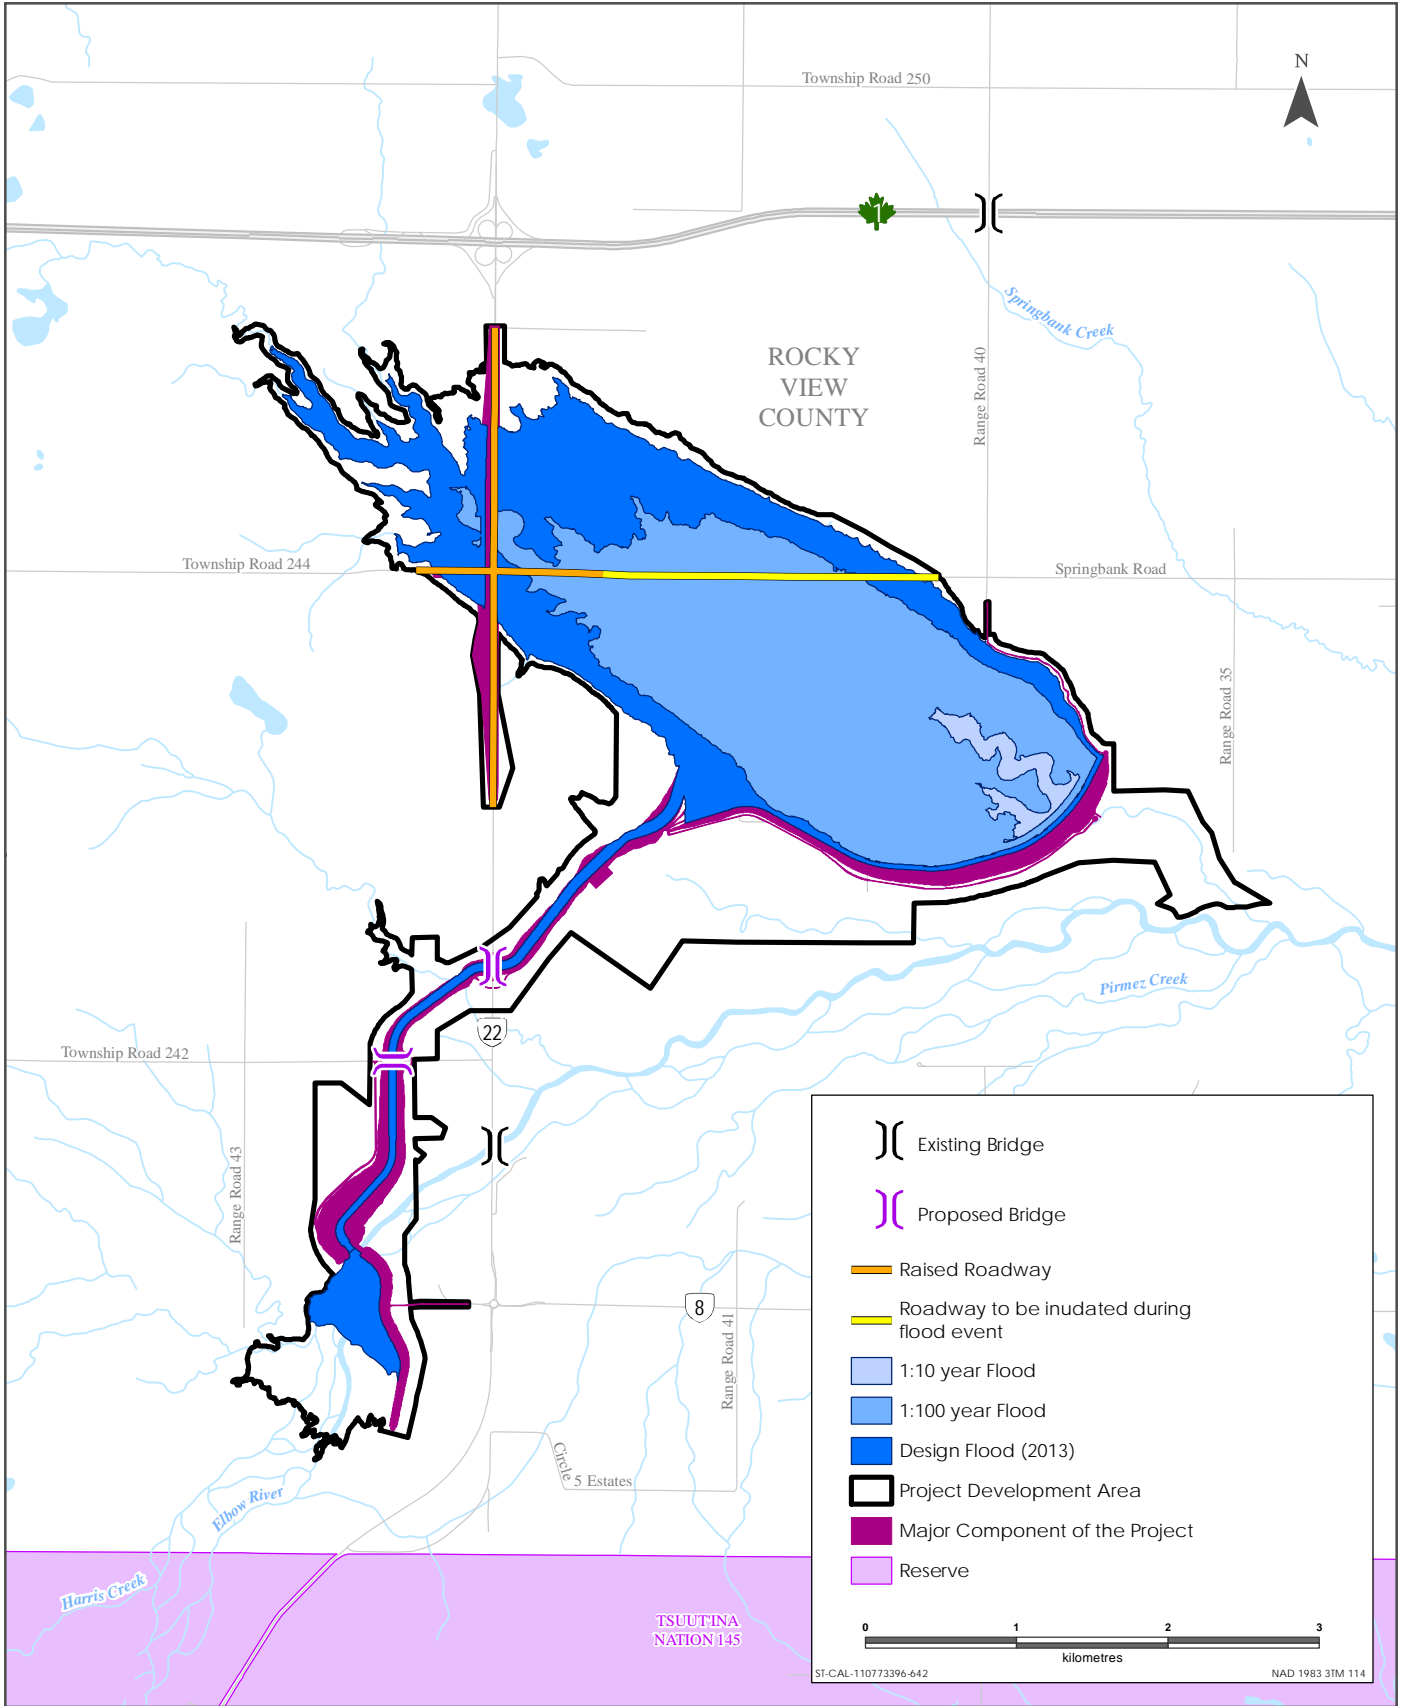 Township Road 250
N
1
Springbank Creek
ROCKY
VIEW
COUNTY
Range Road 40
Township Road 244
Springbank Road
Range Road 35
Pirmez Creek
22
Township Road 242
Range Road 43
8
Range Road 41
Circle 5 Estates
Elbow River
Harris Creek
TSUUT'INA
NATION 145
Existing Bridge
Proposed Bridge
Raised Roadway
Roadway to be inudated during
flood event
1:10 year Flood
1:100 year Flood
Design Flood (2013)
Project Development Area
Major Component of the Project
Reserve
0 1 2 3
kilometres
ST-CAL-110773396-642 NAD 1983 3TM 114